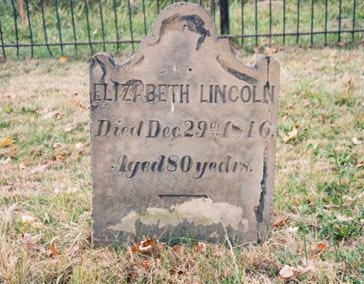 ELIZABETH LINCOLN
Died Dec. 29th 1816.
Aged 80 years.